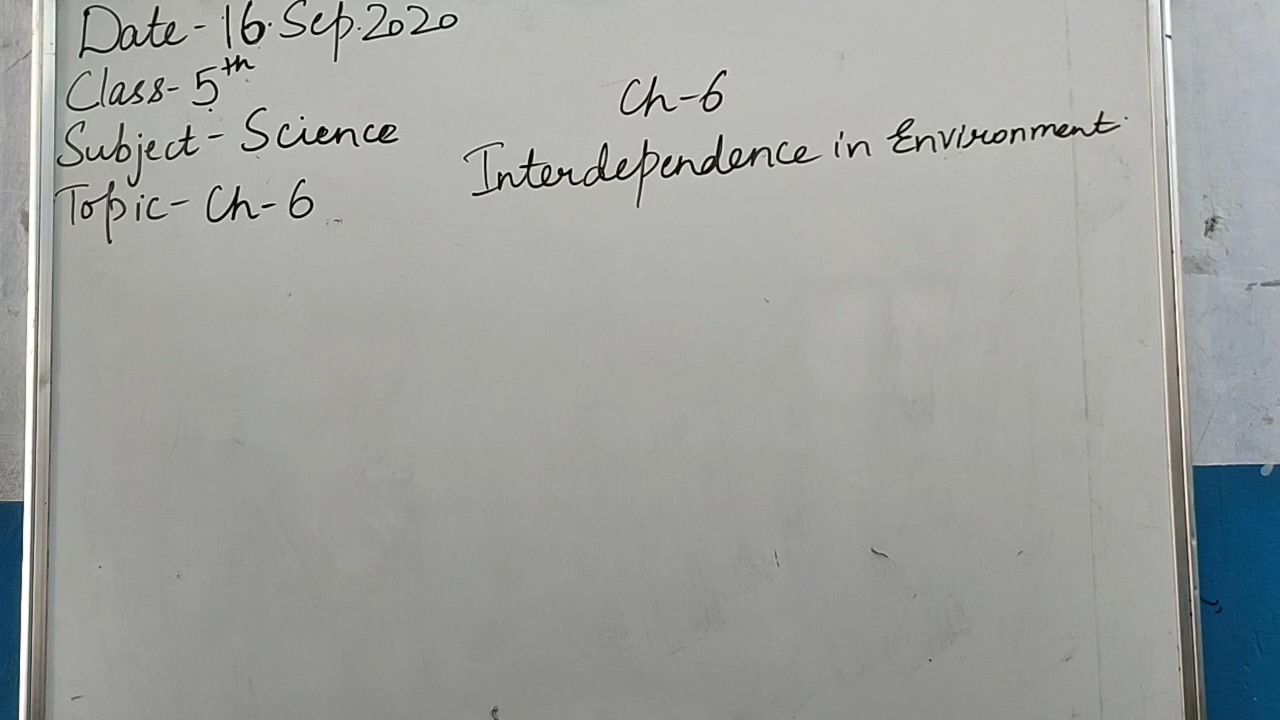 Date - 16.Sep.2020
Class- 5th
Subject - Science
Topic - Ch-6
Ch-6
Interdependence in Environment.